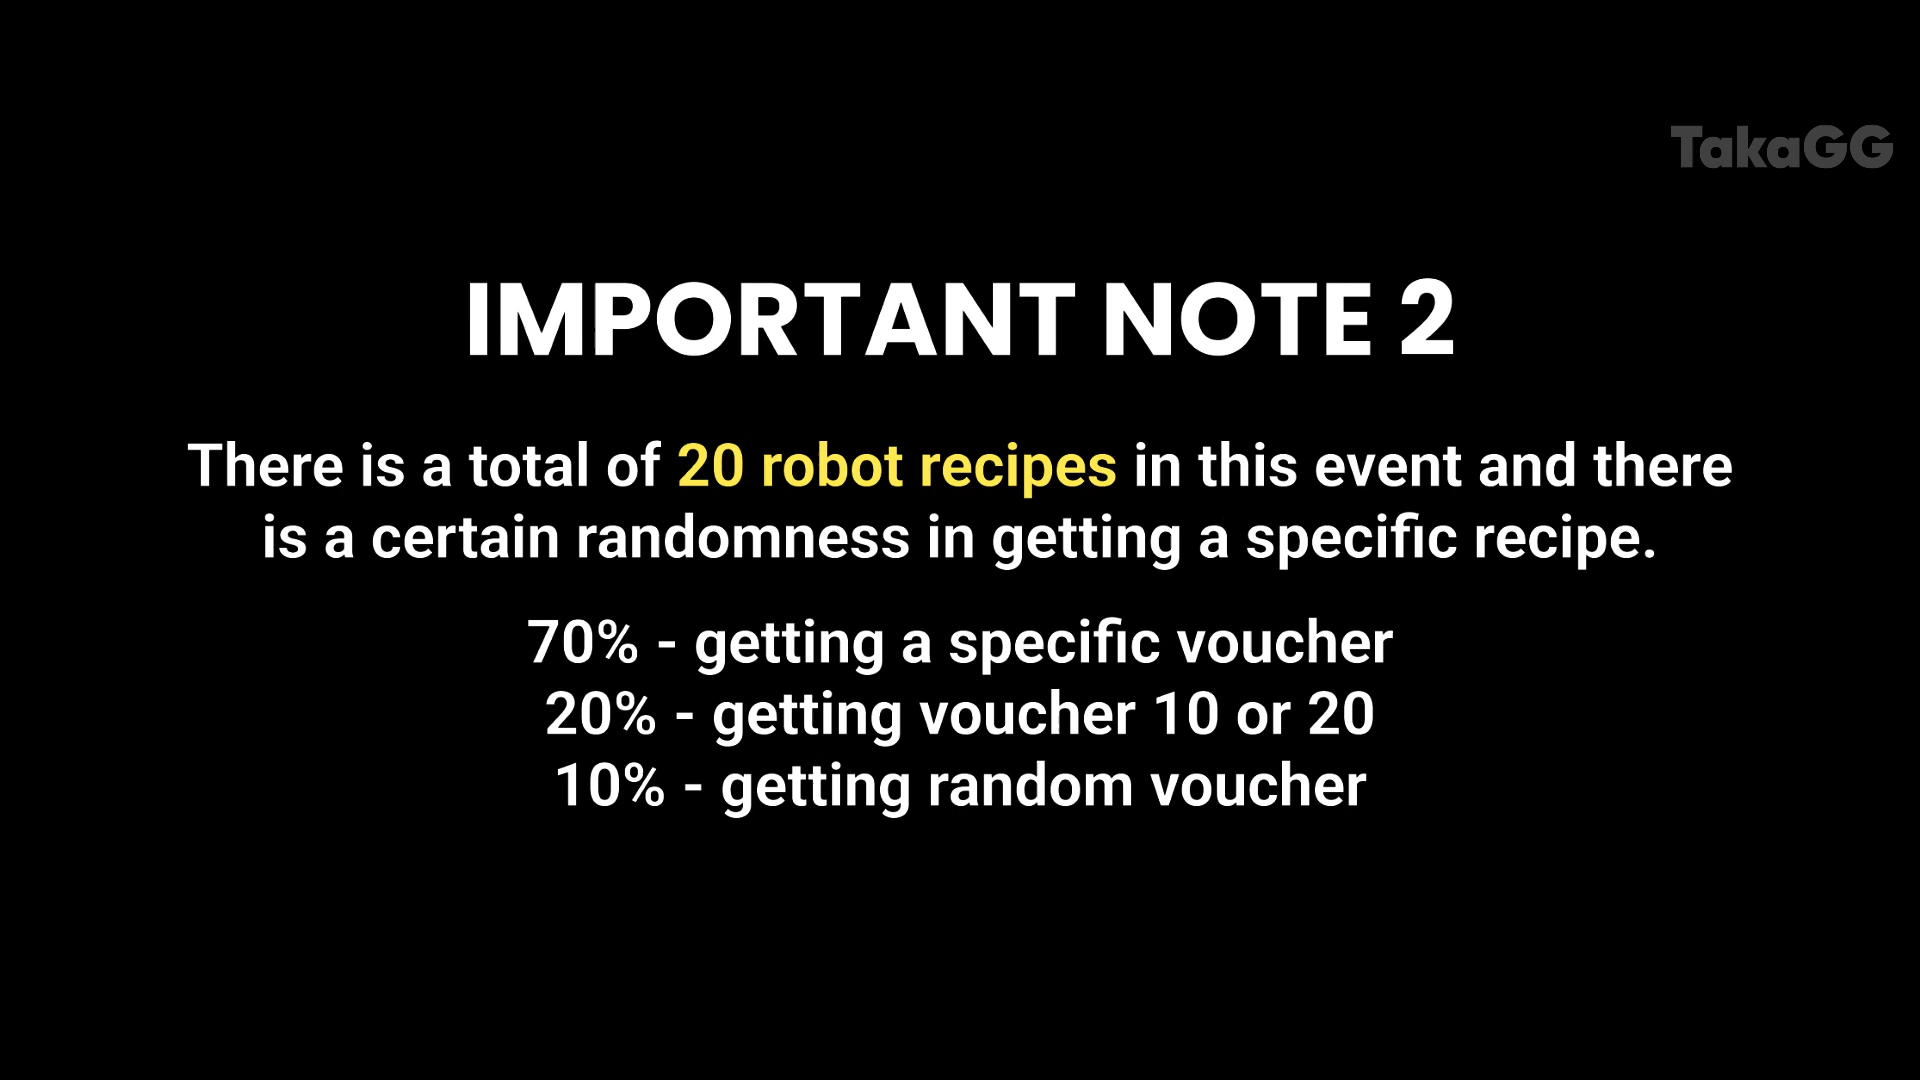 TakaGG
IMPORTANT NOTE 2
There is a total of 20 robot recipes in this event and there
is a certain randomness in getting a specific recipe.
70% - getting a specific voucher
20% - getting voucher 10 or 20
10% - getting random voucher